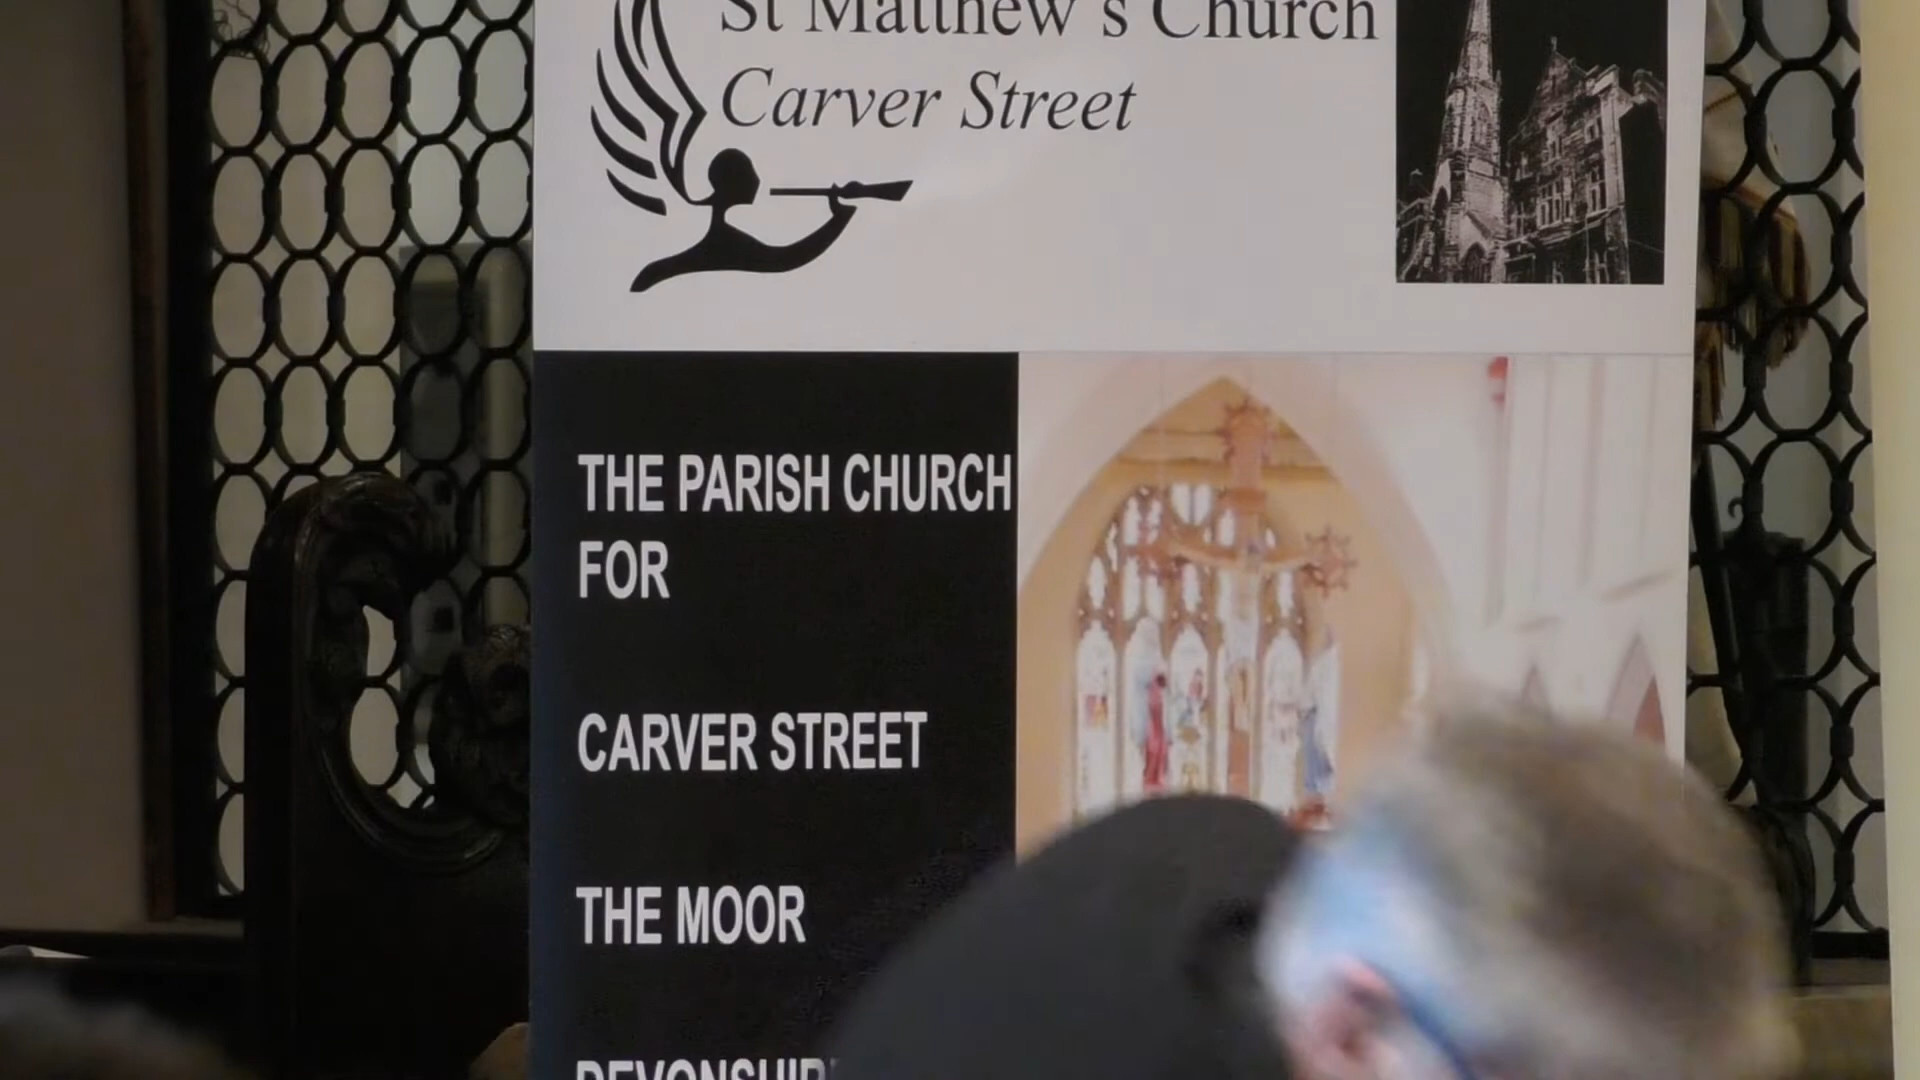 St Matthew's Church
Carver Street
THE PARISH CHURCH
FOR
CARVER STREET
THE MOOR